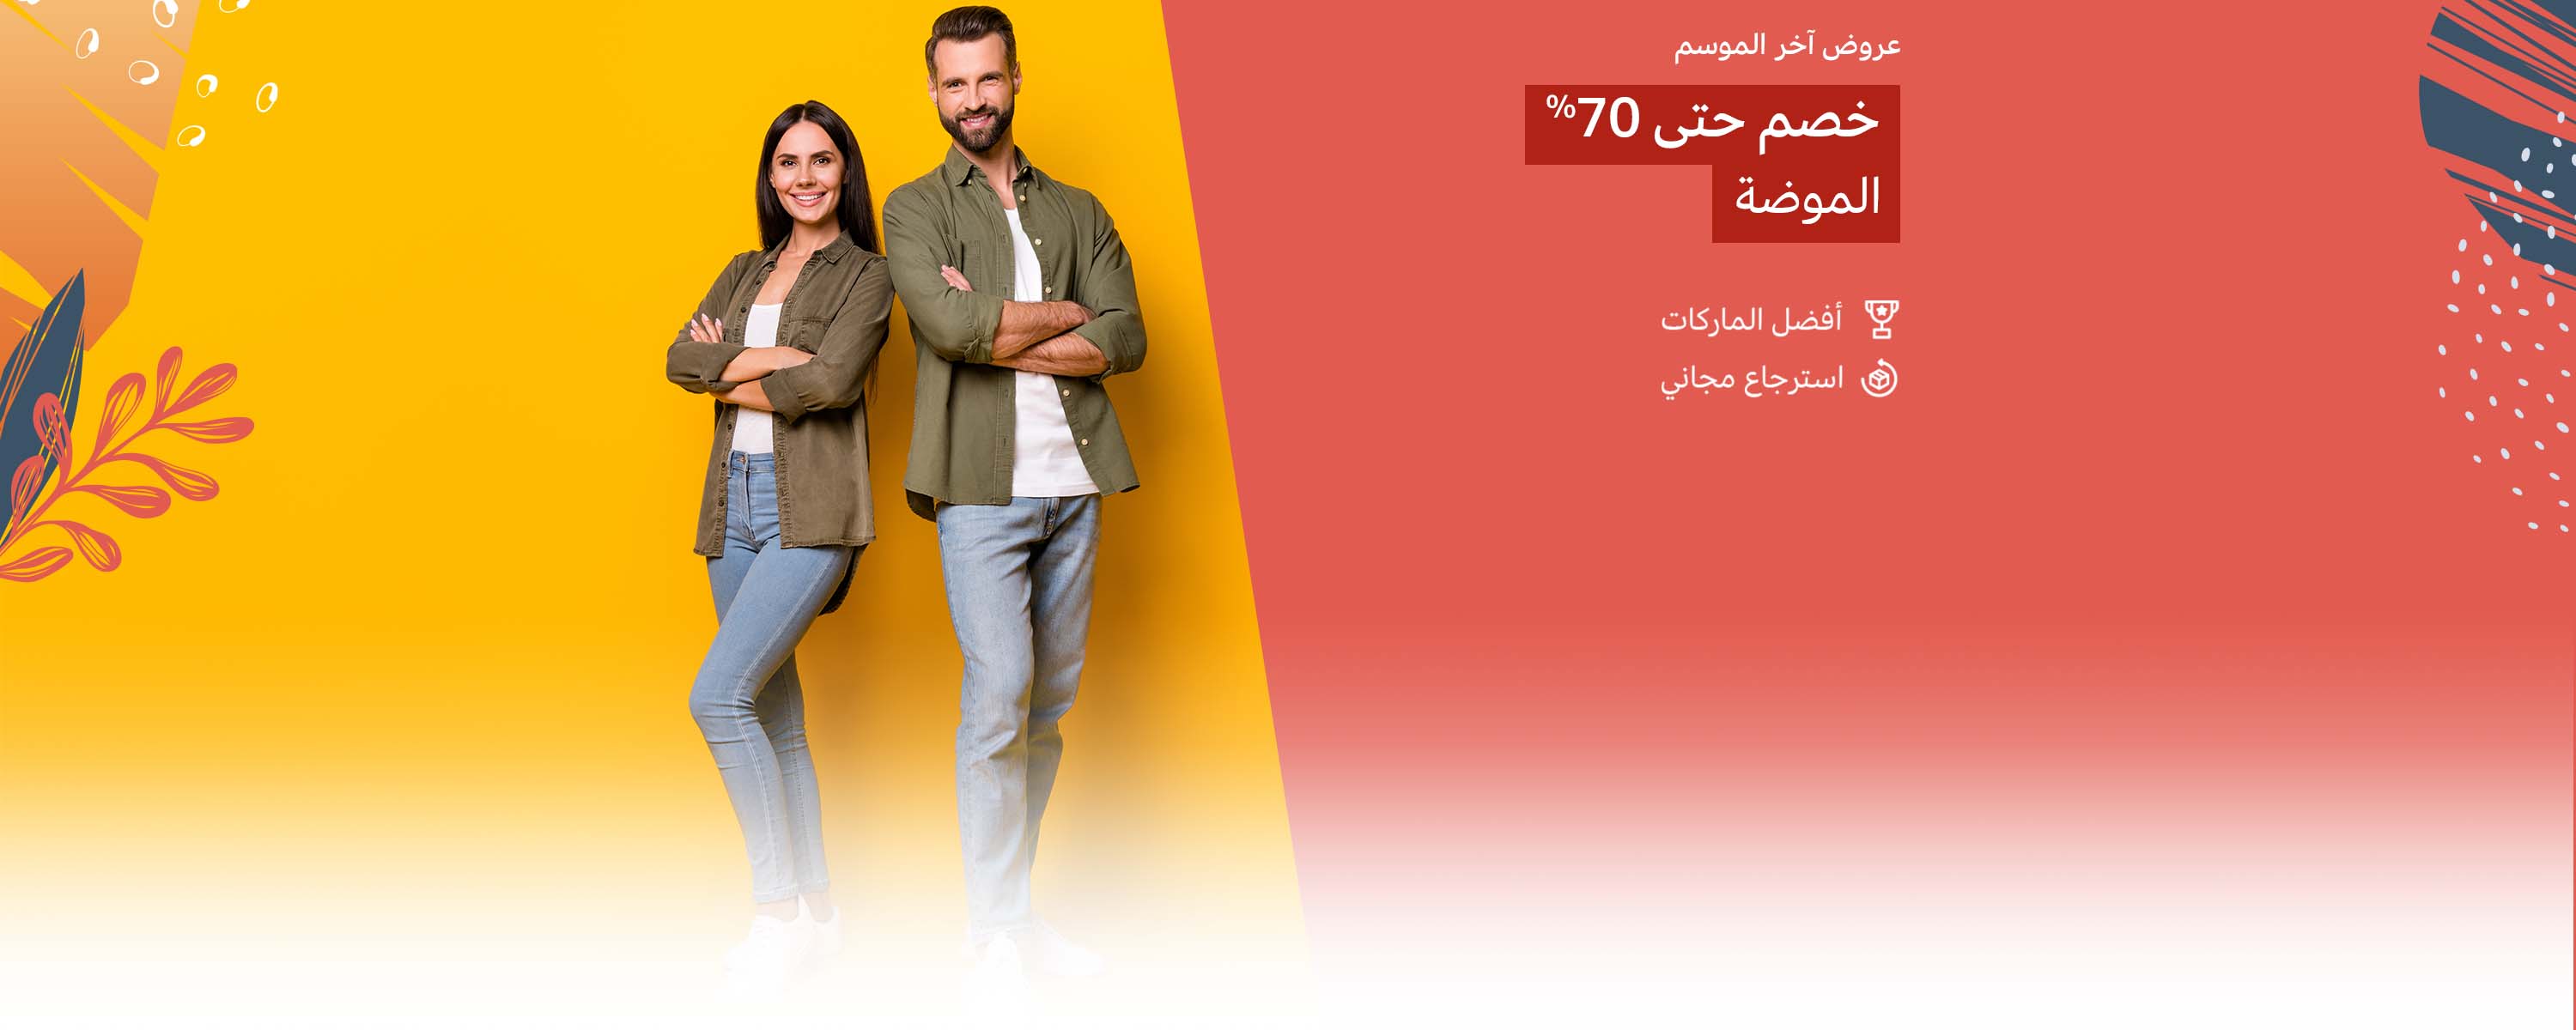 عروض آخر الموسم
خصم حتى 70%
الموضة
أفضل الماركات
استرجاع مجاني